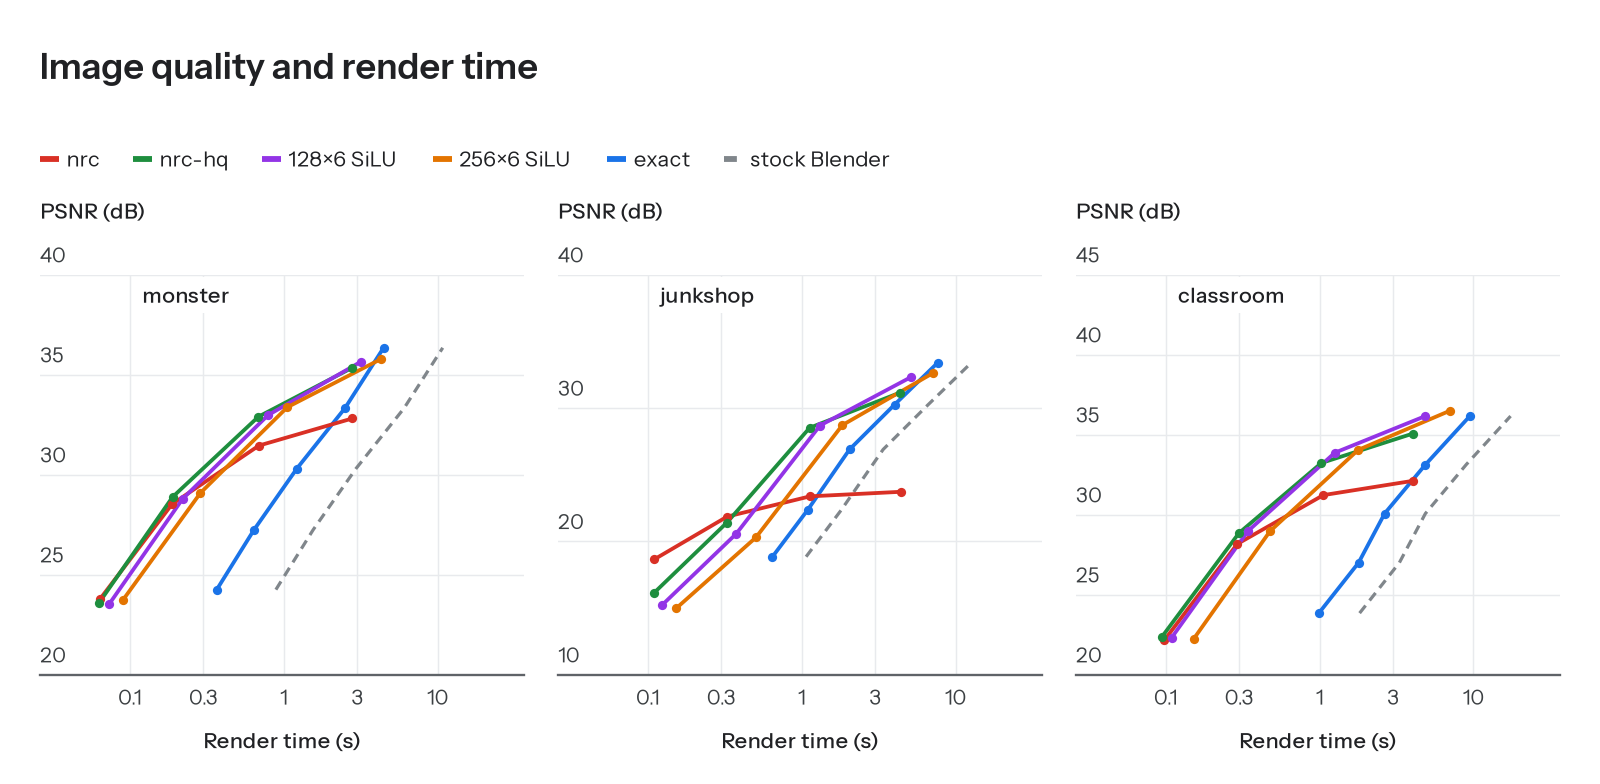 Image quality and render time
nrc nrc-hq 128×6 SiLU 256×6 SiLU exact stock Blender
PSNR (dB)
40
monster
35
30
25
20
0.1 0.3 1 3 10
Render time (s)
PSNR (dB)
40
junkshop
30
20
10
0.1 0.3 1 3 10
Render time (s)
PSNR (dB)
45
classroom
40
35
30
25
20
0.1 0.3 1 3 10
Render time (s)